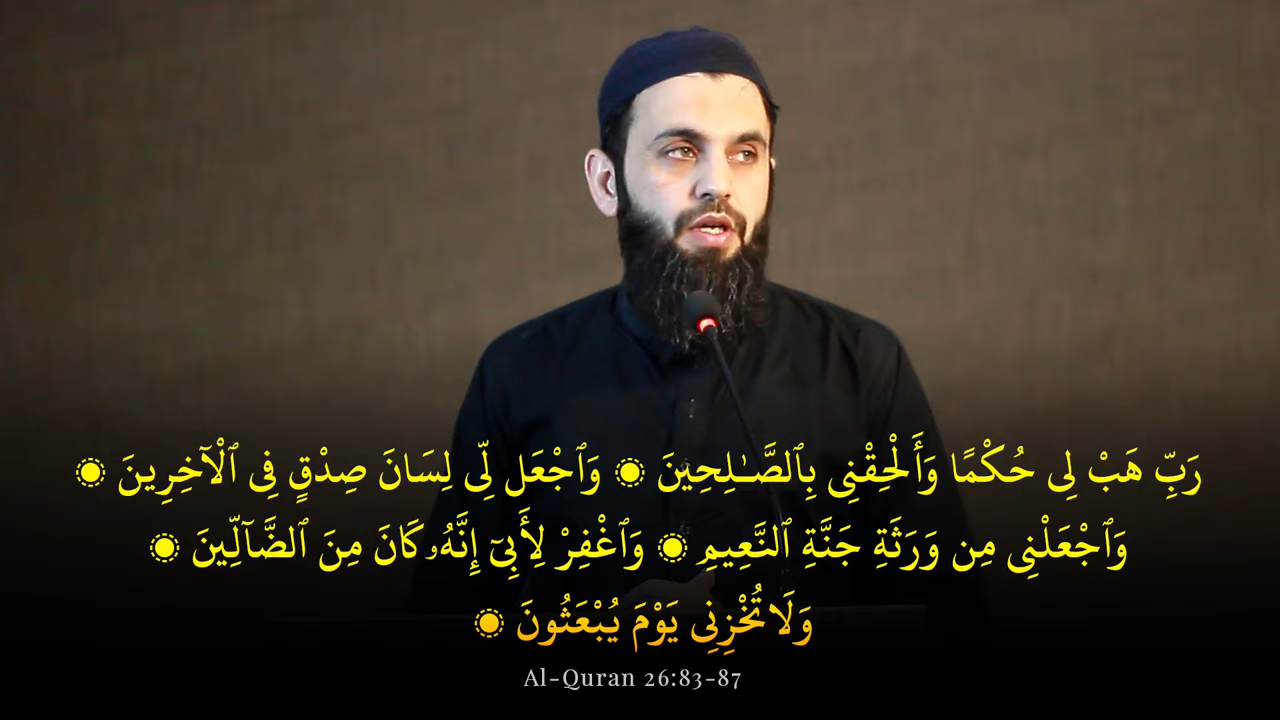 رَبِّ هَبْ لِى حُكْمًا وَأَلْحِقْنِى بِٱلصَّـٰلِحِينَ ۝ وَٱجْعَل لِّى لِسَانَ صِدْقٍ فِى ٱلْآخِرِينَ ۝
وَٱجْعَلْنِى مِن وَرَثَةِ جَنَّةِ ٱلنَّعِيمِ ۝ وَٱغْفِرْ لِأَبِىٓ إِنَّهُۥ كَانَ مِنَ ٱلضَّآلِّينَ ۝
وَلَا تُخْزِنِى يَوْمَ يُبْعَثُونَ ۝
Al-Quran 26:83-87